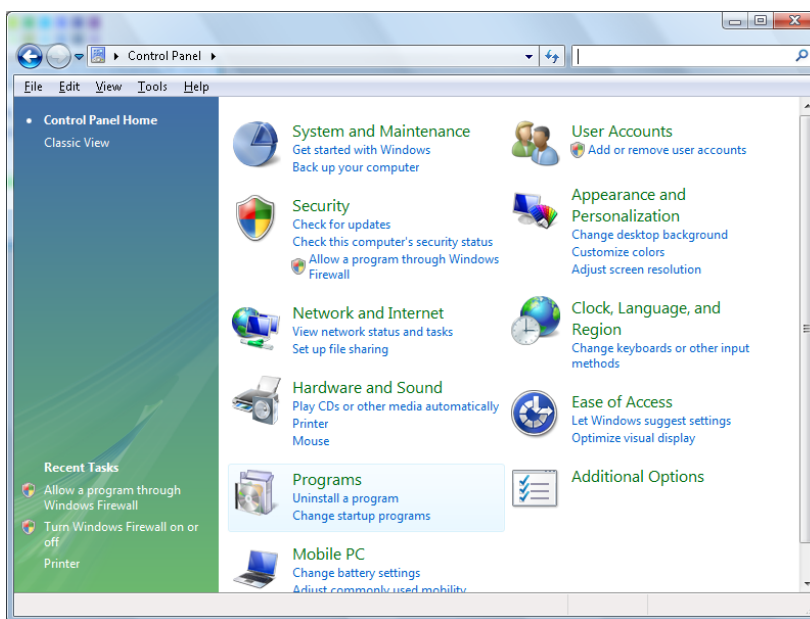 Control Panel
File Edit View Tools Help
Control Panel Home
Classic View
Recent Tasks
Allow a program through
Windows Firewall
Turn Windows Firewall on or
off
Printer
System and Maintenance
Get started with Windows
Back up your computer
Security
Check for updates
Check this computer's security status
Allow a program through Windows
Firewall
Network and Internet
View network status and tasks
Set up file sharing
Hardware and Sound
Play CDs or other media automatically
Printer
Mouse
Programs
Uninstall a program
Change startup programs
Mobile PC
Change battery settings
Adjust commonly used mobility
User Accounts
Add or remove user accounts
Appearance and
Personalization
Change desktop background
Customize colors
Adjust screen resolution
Clock, Language, and
Region
Change keyboards or other input
methods
Ease of Access
Let Windows suggest settings
Optimize visual display
Additional Options